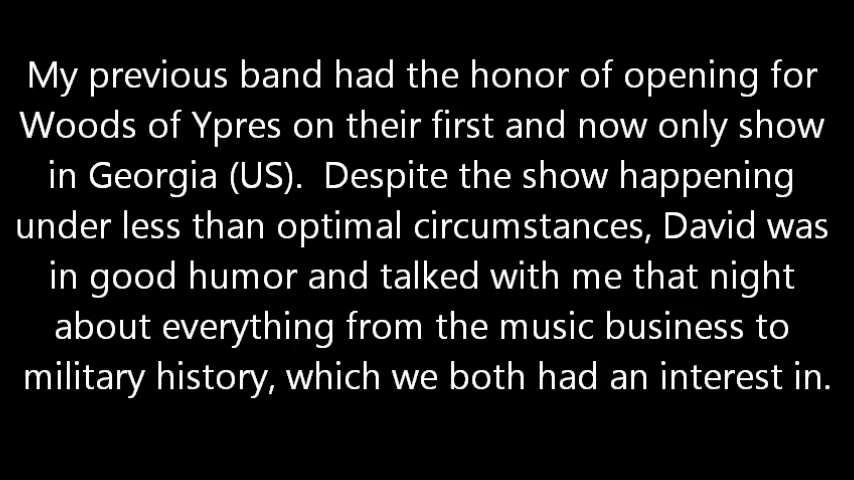 My previous band had the honor of opening for
Woods of Ypres on their first and now only show
in Georgia (US).  Despite the show happening
under less than optimal circumstances, David was
in good humor and talked with me that night
about everything from the music business to
military history, which we both had an interest in.